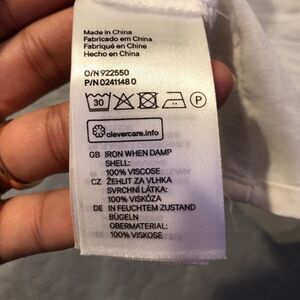 Made in China
Fabricado em China
Fabriqué en Chine
Hecho en China
O/N 922550
P/N 0241148 0
30 P
clevercare.info
GB IRON WHEN DAMP
SHELL:
100% VISCOSE
CZ ŽEHLIT ZA VLHKA
SVRCHNÍ LÁTKA:
100% VISKÓZA
DE IN FEUCHTEM ZUSTAND
BÜGELN
OBERMATERIAL:
100% VISKOSE